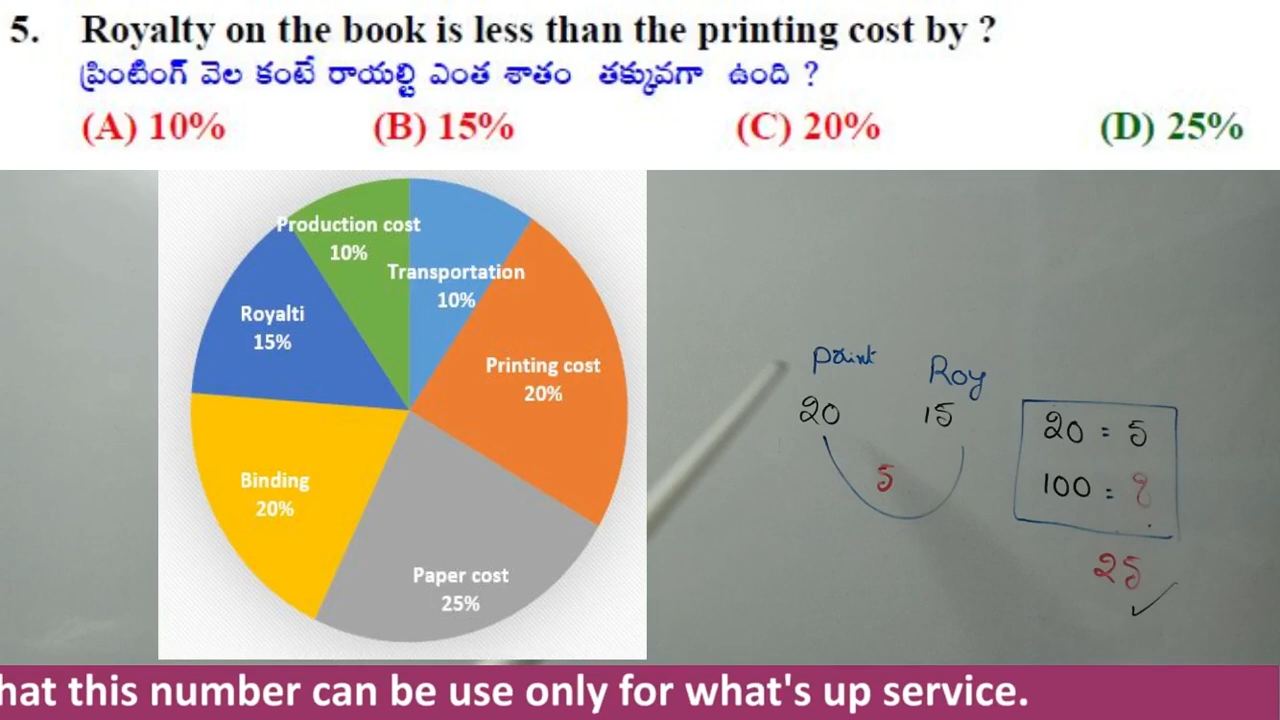 5. Royalty on the book is less than the printing cost by ?
ప్రింటింగ్ వెల కంటే రాయల్టి ఎంత శాతం తక్కువగా ఉంది ?
(A) 10% (B) 15% (C) 20% (D) 25%
Production cost
10%
Transportation
10%
Royalti
15%
Printing cost
20%
Binding
20%
Paper cost
25%
Print Roy
20 15
5
20 = 5
100 = ?
25
hat this number can be use only for what's up service.